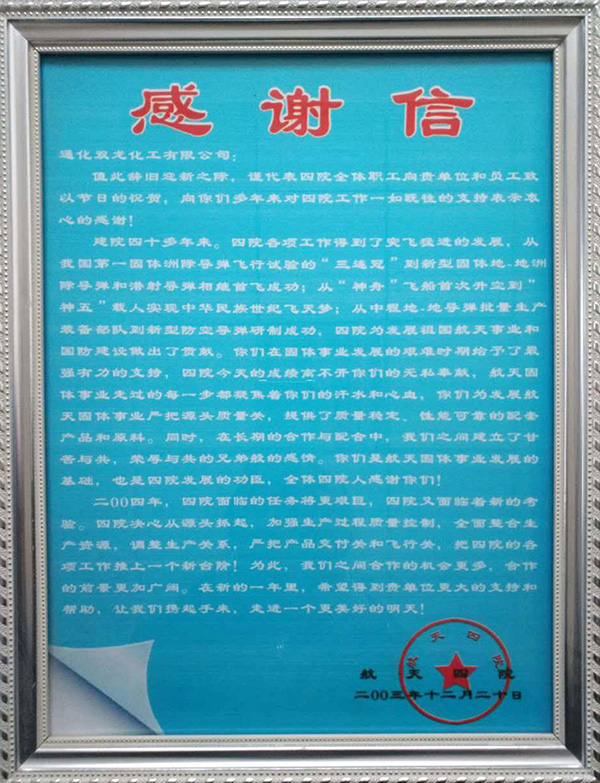 感谢信
通化双龙化工有限公司：
值此辞旧迎新之际，谨代表四院全体职工向贵单位和员工致
以节日的祝贺，向你们多年来对四院工作一如既往的支持表示衷
心的感谢！
建院四十多年来。四院各项工作得到了突飞猛进的发展，从
我国第一固体洲际导弹飞行试验的“三连冠”到新型固体地-地洲
际导弹和潜射导弹相继首飞成功；从“神舟”飞船首次升空到“
神五”载人实现中华民族世纪飞天梦；从中程地-地导弹批量生产
装备部队到新型防空导弹研制成功，四院为发展祖国航天事业和
国防建设做出了贡献。你们在固体事业发展的艰难时期给予了最
强有力的支持，四院今天的成绩离不开你们的无私奉献，航天固
体事业走过的每一步都凝焦着你们的汗水和心血，你们为发展航
天固体事业严把源头质量关，提供了质量稳定、性能可靠的配套
产品和原料。同时，在长期的合作与配合中，我们之间建立了甘
苦与共，荣辱与共的兄弟般的感情。你们是航天固体事业发展的
基础，也是四院发展的功臣，全体四院人感谢你们！
二00四年，四院面临的任务将更艰巨，四院又面临着新的考
验。四院决心从源头抓起，加强生产过程质量控制，全面整合生
产资源，调整生产关系，严把产品交付关和飞行关，把四院的各
项工作推上一个新台阶！为此，我们之间合作的机会更多，合作
的前景更加广阔。在新的一年里，希望得到贵单位更大的支持和
帮助，让我们携起手来，走进一个更美好的明天！
航天四院
航天四院
二00三年十二月二十日